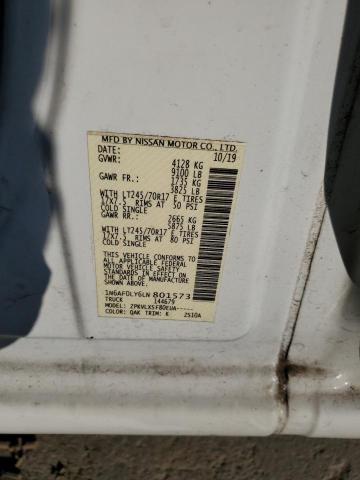 MFD BY NISSAN MOTOR CO., LTD.
DATE: 10/19
GVWR: 4128 KG
9100 LB
GAWR FR: 1735 KG
3825 LB
WITH LT245/70R17 E TIRES
17X7.5 RIMS AT 50 PSI
COLD SINGLE
GAWR RR: 2665 KG
5875 LB
WITH LT245/70R17 E TIRES
17X7.5 RIMS AT 80 PSI
COLD SINGLE
THIS VEHICLE CONFORMS TO ALL
APPLICABLE FEDERAL MOTOR
VEHICLE SAFETY STANDARDS
IN EFFECT ON THE DATE OF
MANUFACTURE SHOWN ABOVE.
1N6AF0LY6LN 801573
TRUCK 144679
MODEL: 2PKVLXSF80EUA-----
COLOR: QAK TRIM: K 2510A